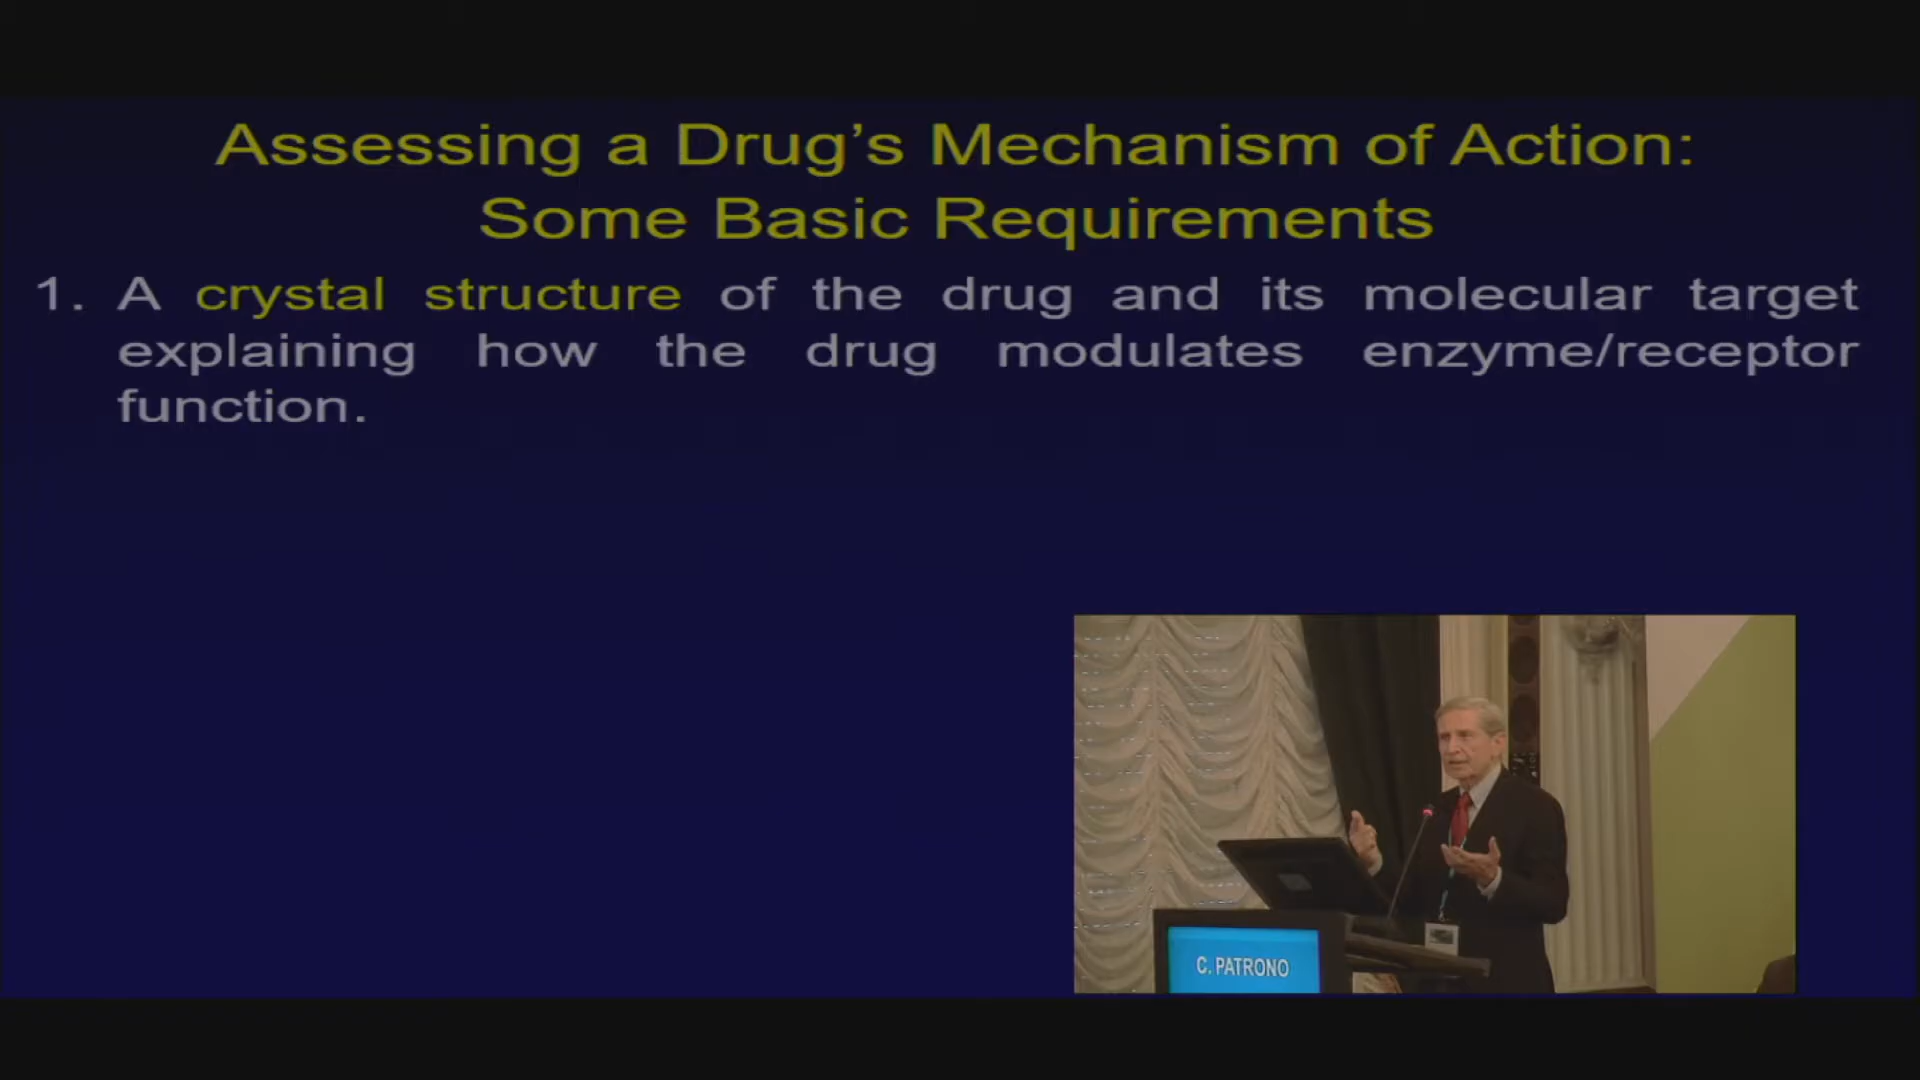 Assessing a Drug's Mechanism of Action:
Some Basic Requirements
1. A crystal structure of the drug and its molecular target
explaining how the drug modulates enzyme/receptor
function.
C. PATRONO